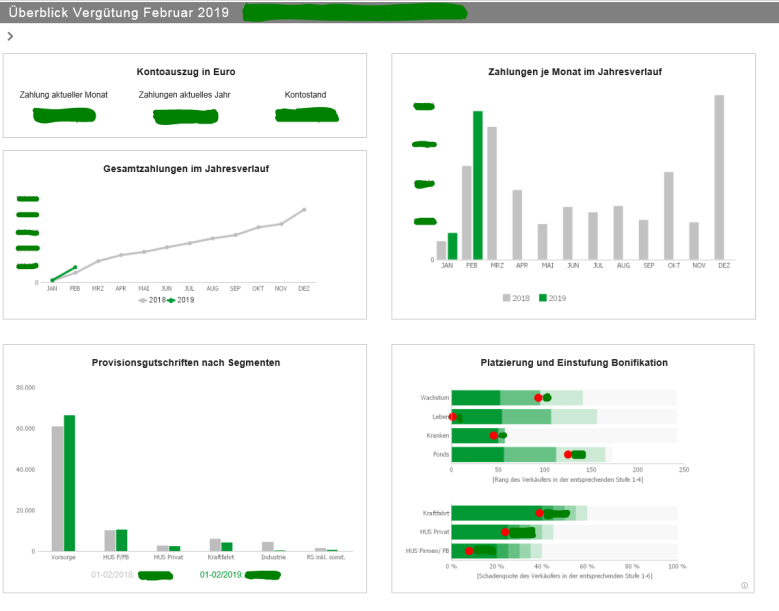 Überblick Vergütung Februar 2019
Kontoauszug in Euro
Zahlung aktueller Monat Zahlungen aktuelles Jahr Kontostand
Gesamtzahlungen im Jahresverlauf
0
JAN FEB MRZ APR MAI JUN JUL AUG SEP OKT NOV DEZ
2018 2019
Zahlungen je Monat im Jahresverlauf
0
JAN FEB MRZ APR MAI JUN JUL AUG SEP OKT NOV DEZ
2018 2019
Provisionsgutschriften nach Segmenten
80.000
60.000
40.000
20.000
0
Vorsorge HUS F/FB HUS Privat Kraftfahrt Industrie RS inkl. sonst.
01-02/2018: 01-02/2019:
Platzierung und Einstufung Bonifikation
Wachstum
Leben
Kranken
Fonds
0 50 100 150 200 250
[Rang des Verkäufers in der entsprechenden Stufe 1-4]
Kraftfahrt
HUS Privat
HUS Firmen/ FB
0 % 20 % 40 % 60 % 80 % 100 %
[Schadenquote des Verkäufers in der entsprechenden Stufe 1-6]